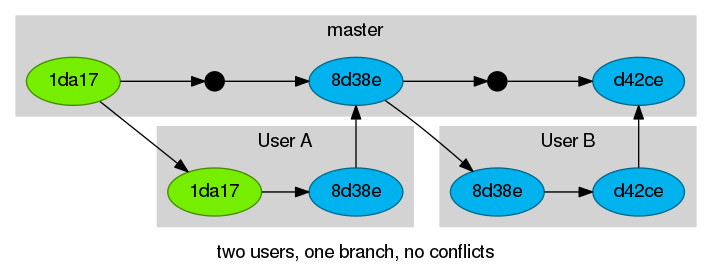 master
1da17
8d38e
d42ce
User A
User B
1da17
8d38e
8d38e
d42ce
two users, one branch, no conflicts